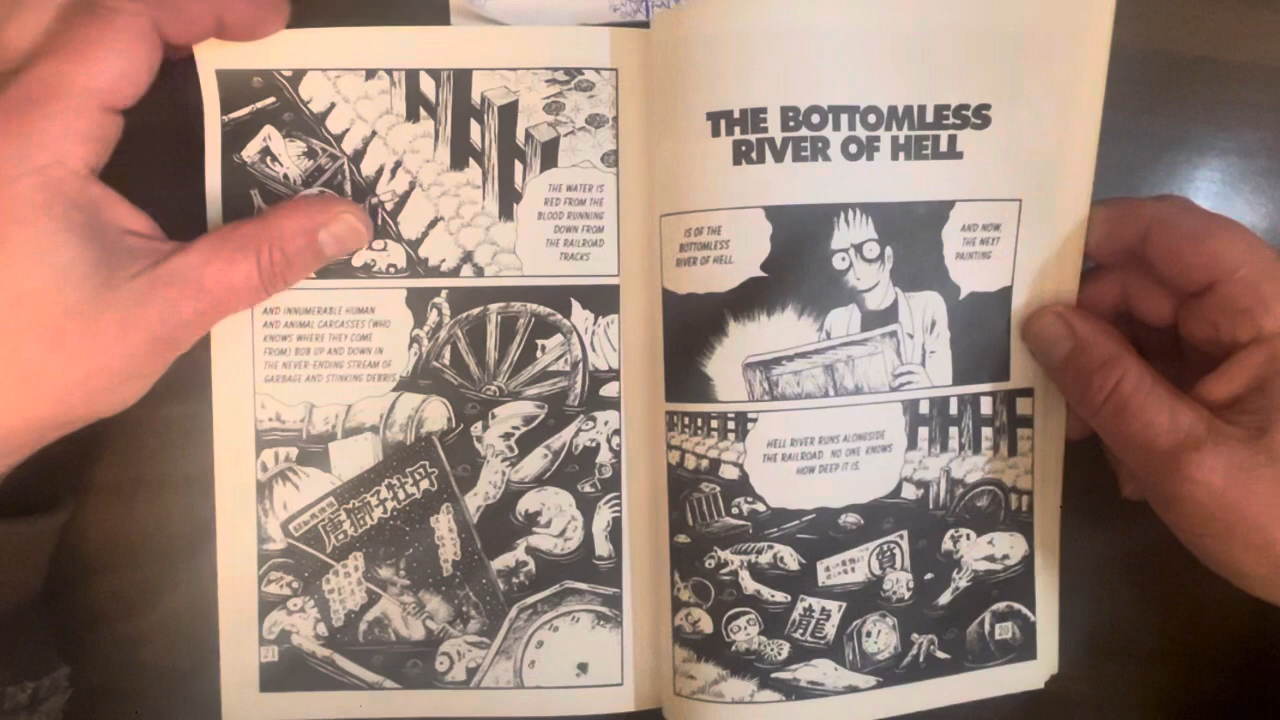 THE BOTTOMLESS
RIVER OF HELL
AND NOW,
THE NEXT
PAINTING...
IS OF THE
BOTTOMLESS
RIVER OF HELL.
HELL RIVER RUNS ALONGSIDE
THE RAILROAD. NO ONE KNOWS
HOW DEEP IT IS.
龍
20
THE WATER IS
RED FROM THE
BLOOD RUNNING
DOWN FROM
THE RAILROAD
TRACKS
AND INNUMERABLE HUMAN
AND ANIMAL CARCASSES (WHO
KNOWS WHERE THEY COME
FROM) BOB UP AND DOWN IN
THE NEVER-ENDING STREAM OF
GARBAGE AND STINKING DEBRIS.
唐獅子牡丹
21